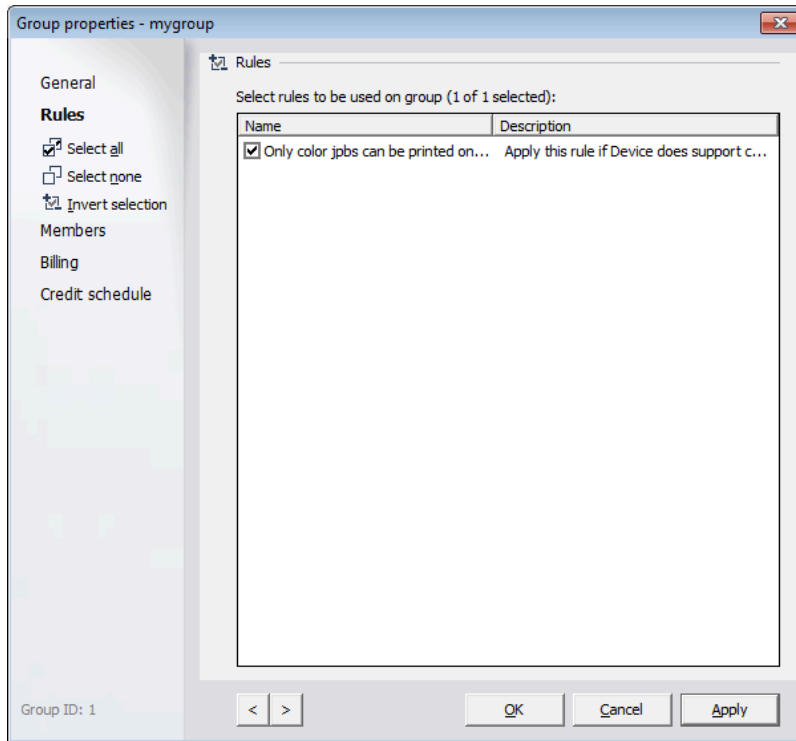 Group properties - mygroup
General
Rules
Select all
Select none
Invert selection
Members
Billing
Credit schedule
Group ID: 1
Rules
Select rules to be used on group (1 of 1 selected):
Name Description
Only color jpbs can be printed on... Apply this rule if Device does support c...
< > OK Cancel Apply